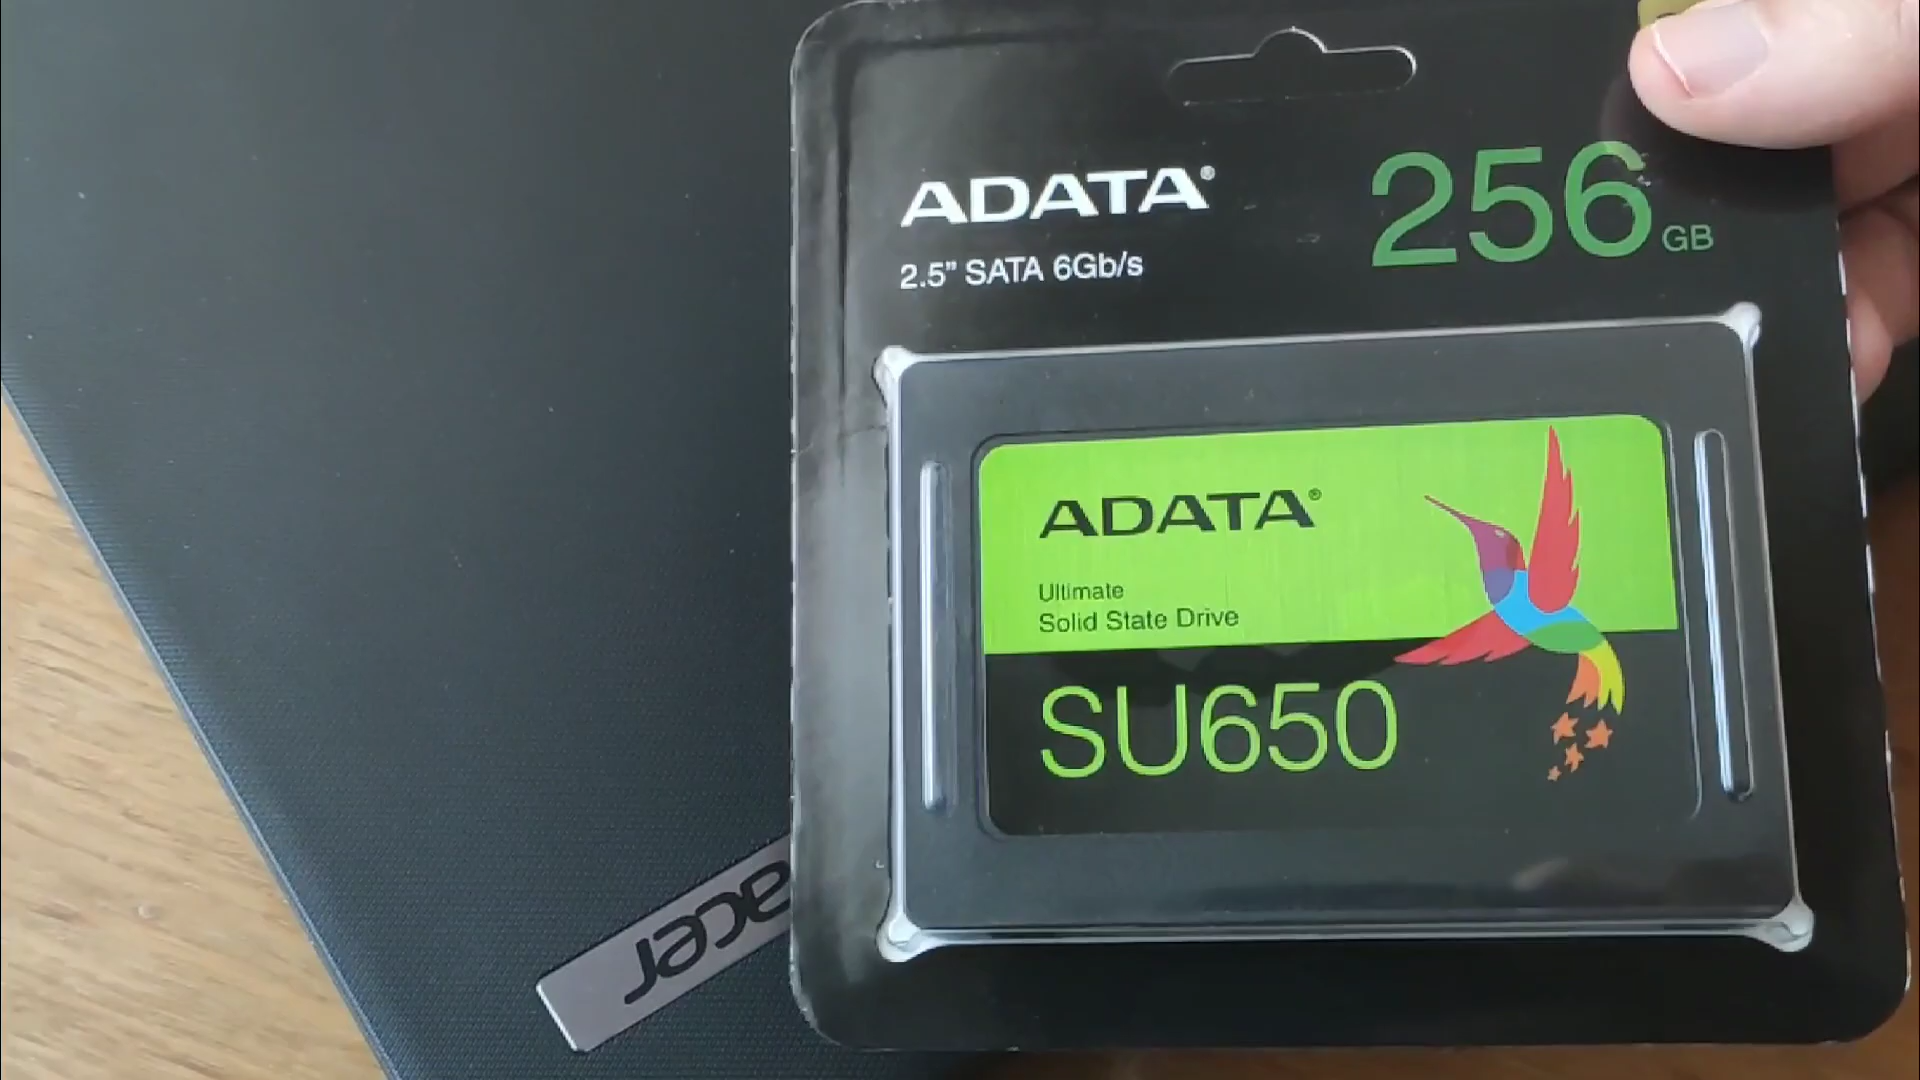 ADATA®
2.5” SATA 6Gb/s
256 GB
ADATA®
Ultimate
Solid State Drive
SU650
acer